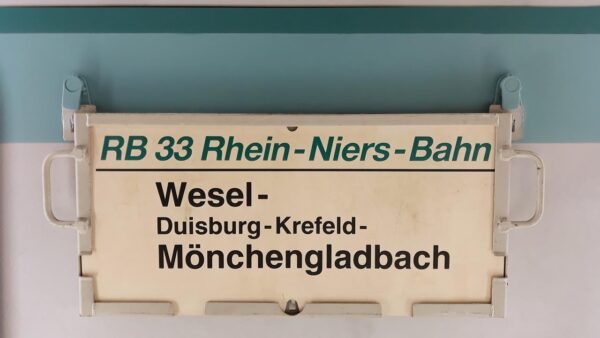 RB 33 Rhein-Niers-Bahn
Wesel-
Duisburg-Krefeld-
Mönchengladbach